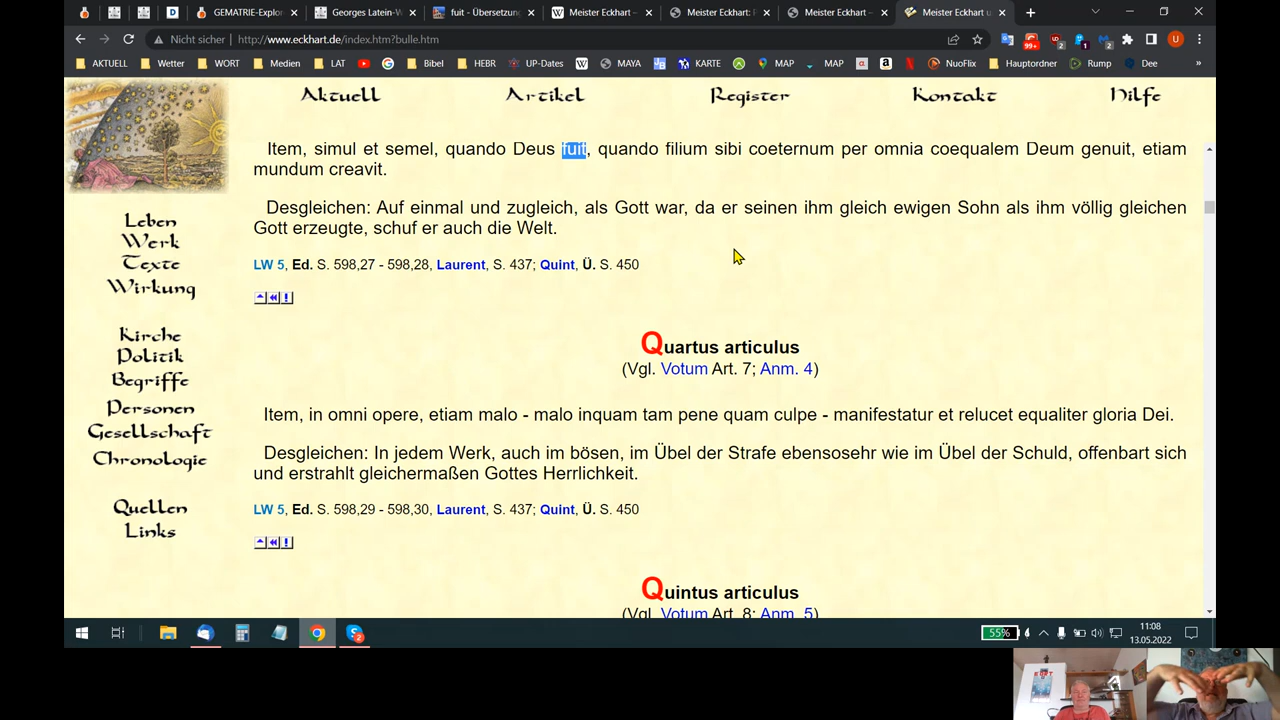 GEMATRIE-Explor
Georges Latein-W
fuit - Übersetzung
Meister Eckhart –
Meister Eckhart: P
Meister Eckhart –
Meister Eckhart u
Nicht sicher | http://www.eckhart.de/index.htm?bulle.htm
AKTUELL Wetter WORT Medien LAT Bibel HEBR UP-Dates MAYA KARTE MAP MAP NuoFlix Hauptordner Rump Dee »
Aktuell Artikel Register Kontakt Hilfe
Item, simul et semel, quando Deus fuit, quando filium sibi coeternum per omnia coequalem Deum genuit, etiam
mundum creavit.
Desgleichen: Auf einmal und zugleich, als Gott war, da er seinen ihm gleich ewigen Sohn als ihm völlig gleichen
Gott erzeugte, schuf er auch die Welt.
LW 5, Ed. S. 598,27 - 598,28, Laurent, S. 437; Quint, Ü. S. 450
Quartus articulus
(Vgl. Votum Art. 7; Anm. 4)
Item, in omni opere, etiam malo - malo inquam tam pene quam culpe - manifestatur et relucet equaliter gloria Dei.
Desgleichen: In jedem Werk, auch im bösen, im Übel der Strafe ebensosehr wie im Übel der Schuld, offenbart sich
und erstrahlt gleichermaßen Gottes Herrlichkeit.
LW 5, Ed. S. 598,29 - 598,30, Laurent, S. 437; Quint, Ü. S. 450
Quintus articulus
(Vgl. Votum Art. 8; Anm. 5)
Leben
Werk
Texte
Wirkung
Kirche
Politik
Begriffe
Personen
Gesellschaft
Chronologie
Quellen
Links
55%
11:08
13.05.2022